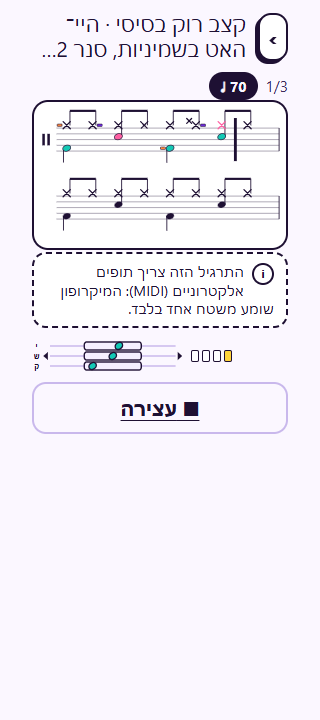 קצב רוק בסיסי · היי־
האט בשמיניות, סנר 2...
1/3 ♩ 70
התרגיל הזה צריך תופים
אלקטרוניים (MIDI): המיקרופון
שומע משטח אחד בלבד.
י
ש
ק
עצירה